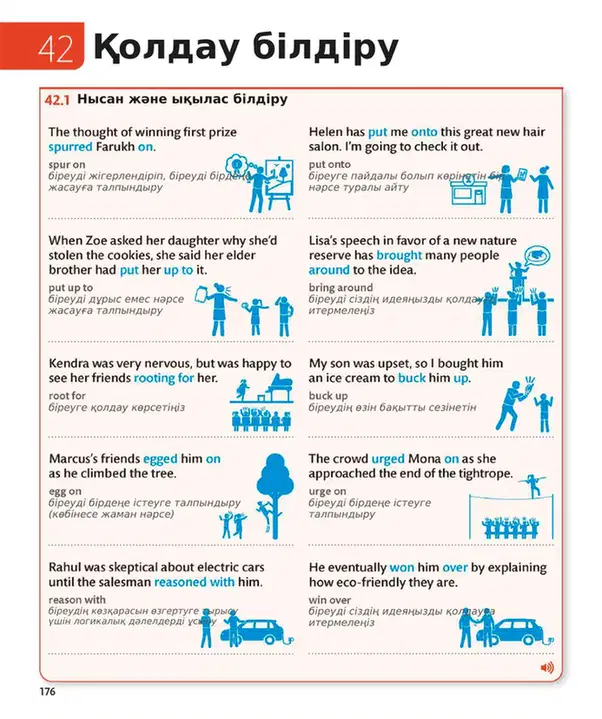 42 Қолдау білдіру
42.1 Нысан және ықылас білдіру
The thought of winning first prize
spurred Farukh on.
spur on
біреуді жігерлендіріп, біреуді бірдеңе
жасауға талпындыру
Helen has put me onto this great new hair
salon. I'm going to check it out.
put onto
біреуге пайдалы болып көрінетін бір
нәрсе туралы айту
When Zoe asked her daughter why she'd
stolen the cookies, she said her elder
brother had put her up to it.
put up to
біреуді дұрыс емес нәрсе
жасауға талпындыру
Lisa's speech in favor of a new nature
reserve has brought many people
around to the idea.
bring around
біреуді сіздің идеяңызды қолдауға
итермелеңіз
Kendra was very nervous, but was happy to
see her friends rooting for her.
root for
біреуге қолдау көрсетіңіз
My son was upset, so I bought him
an ice cream to buck him up.
buck up
біреудің өзін бақытты сезінетін
Marcus's friends egged him on
as he climbed the tree.
egg on
біреуді бірдеңе істеуге талпындыру
(көбінесе жаман нәрсе)
The crowd urged Mona on as she
approached the end of the tightrope.
urge on
біреуді бірдеңе істеуге
талпындыру
Rahul was skeptical about electric cars
until the salesman reasoned with him.
reason with
біреудің көзқарасын өзгертуге тырысу
үшін логикалық дәлелдерді ұсыну
He eventually won him over by explaining
how eco-friendly they are.
win over
біреуді сіздің идеяңызды қолдауға
итермелеңіз
176